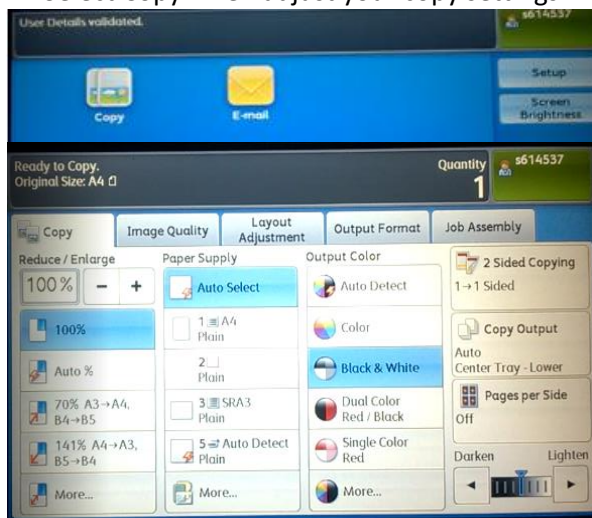 User Details validated.
s614537
Copy
E-mail
Setup
Screen
Brightness
Ready to Copy.
Original Size: A4
Quantity
1
s614537
Copy
Image Quality
Layout
Adjustment
Output Format
Job Assembly
Reduce / Enlarge
100%
-
+
100%
Auto %
70% A3→A4,
B4→B5
141% A4→A3,
B5→B4
More...
Paper Supply
Auto Select
1 A4
Plain
2
Plain
3 SRA3
Plain
5 Auto Detect
Plain
More...
Output Color
Auto Detect
Color
Black & White
Dual Color
Red / Black
Single Color
Red
More...
2 Sided Copying
1→1 Sided
Copy Output
Auto
Center Tray - Lower
Pages per Side
Off
Darken
Lighten